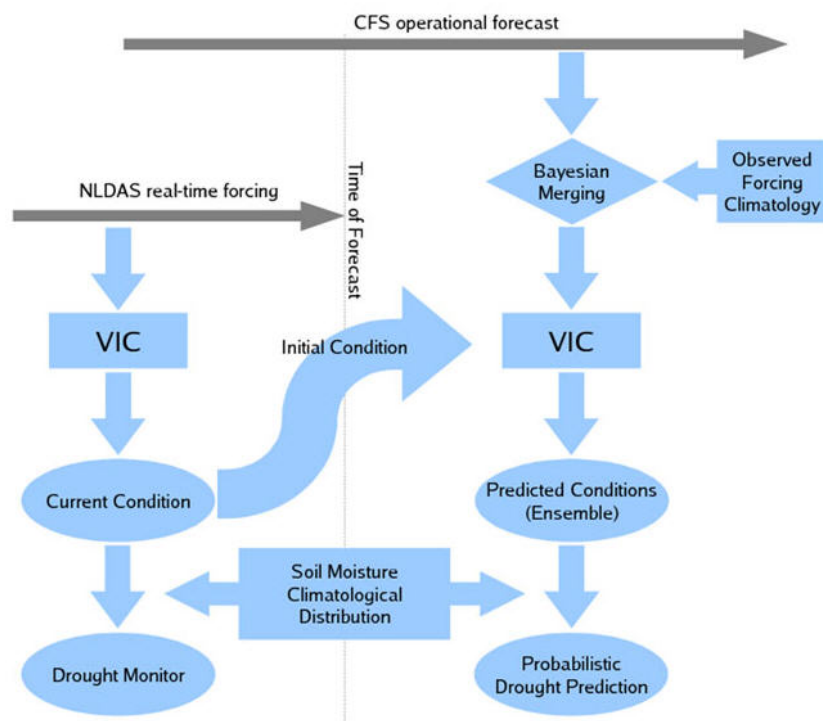 CFS operational forecast
NLDAS real-time forcing
Time of Forecast
Bayesian
Merging
Observed
Forcing
Climatology
VIC
Initial Condition
VIC
Current Condition
Predicted Conditions
(Ensemble)
Soil Moisture
Climatological
Distribution
Drought Monitor
Probabilistic
Drought Prediction